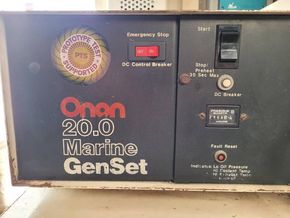 PROTOTYPE TEST
PTS
SUPPORTED
Emergency Stop
DC Control Breaker
Onan
20.0
Marine
GenSet
Start
Stop/
Preheat
30 Sec Max
DC Breaker
Fault Reset
Indicates: Lo Oil Pressure
Hi Coolant Temp